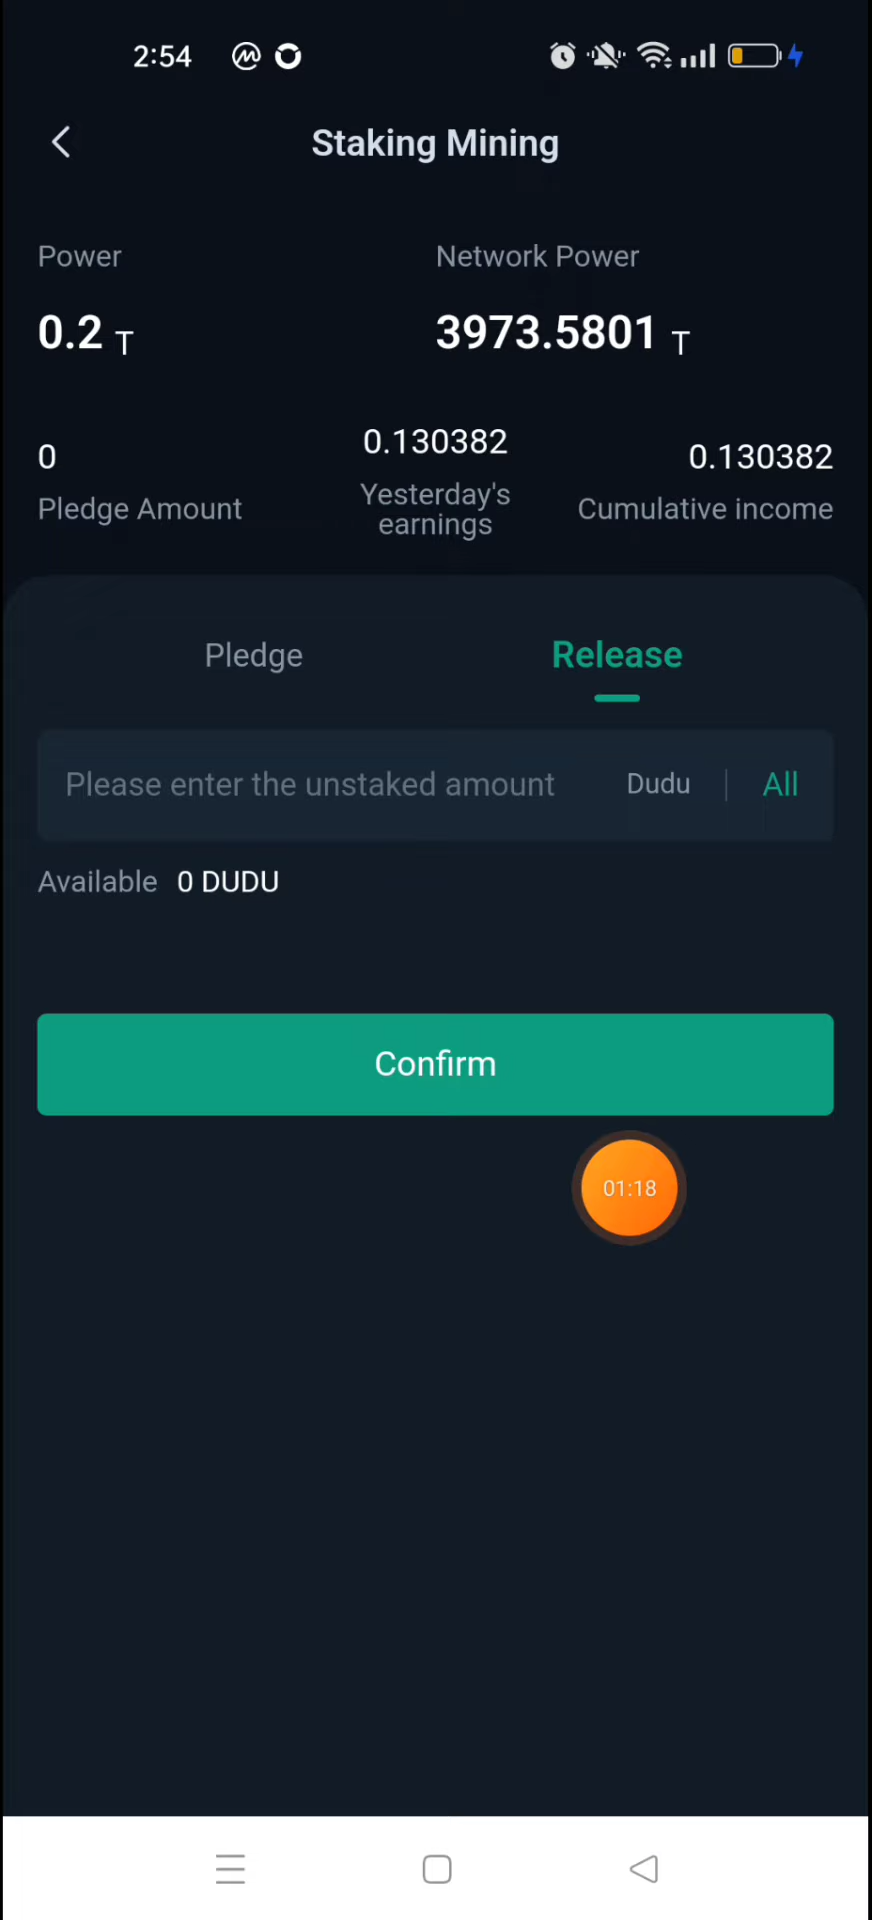 2:54
Staking Mining
Power
Network Power
0.2 T
3973.5801 T
0
0.130382
0.130382
Pledge Amount
Yesterday's
earnings
Cumulative income
Pledge
Release
Please enter the unstaked amount
Dudu
All
Available 0 DUDU
Confirm
01:18